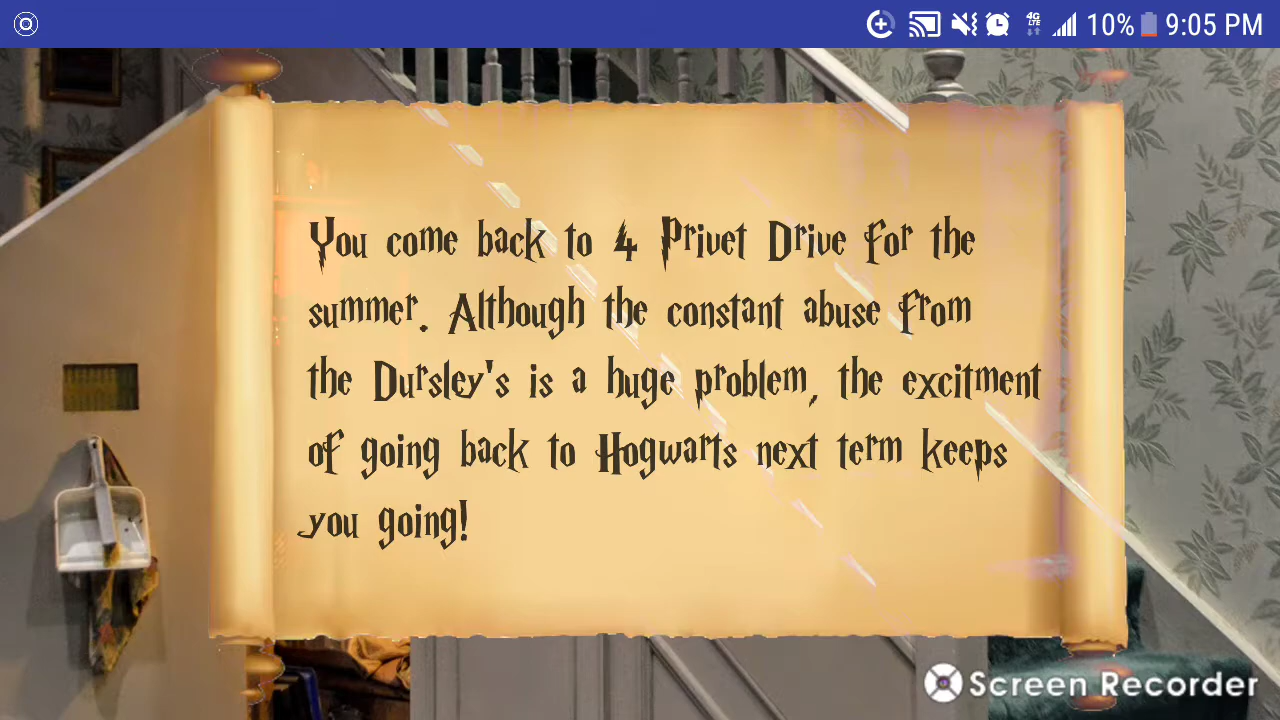 4G LTE 10% 9:05 PM
You come back to 4 Privet Drive for the
summer. Although the constant abuse from
the Dursley's is a huge problem, the excitment
of going back to Hogwarts next term keeps
you going!
Screen Recorder